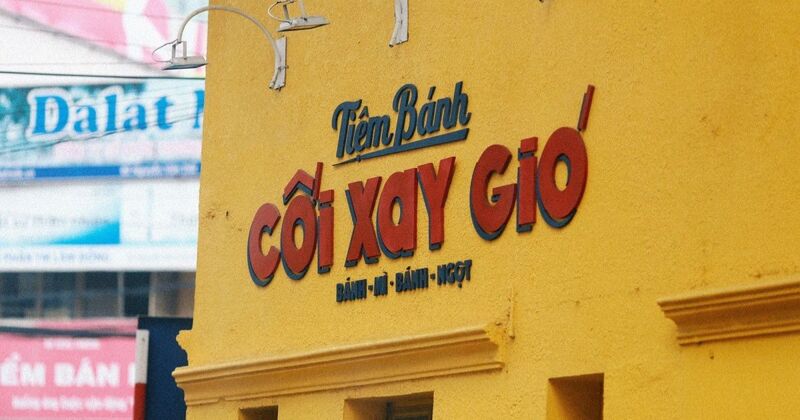 Dalat
Tiệm Bánh
CỐI XAY GIÓ
BÁNH · MÌ · BÁNH · NGỌT
ỀM BÁN